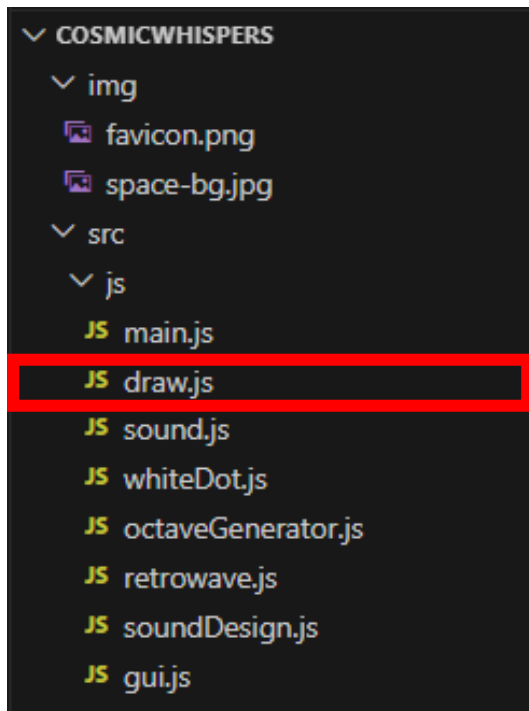 COSMICWHISPERS
img
favicon.png
space-bg.jpg
src
js
JS main.js
JS draw.js
JS sound.js
JS whiteDot.js
JS octaveGenerator.js
JS retrowave.js
JS soundDesign.js
JS gui.js